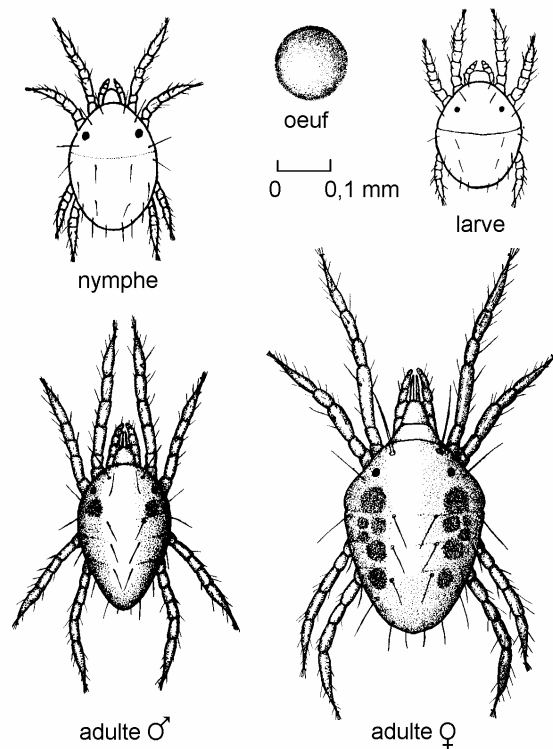 oeuf
0 0,1 mm
larve
nymphe
adulte ♂
adulte ♀